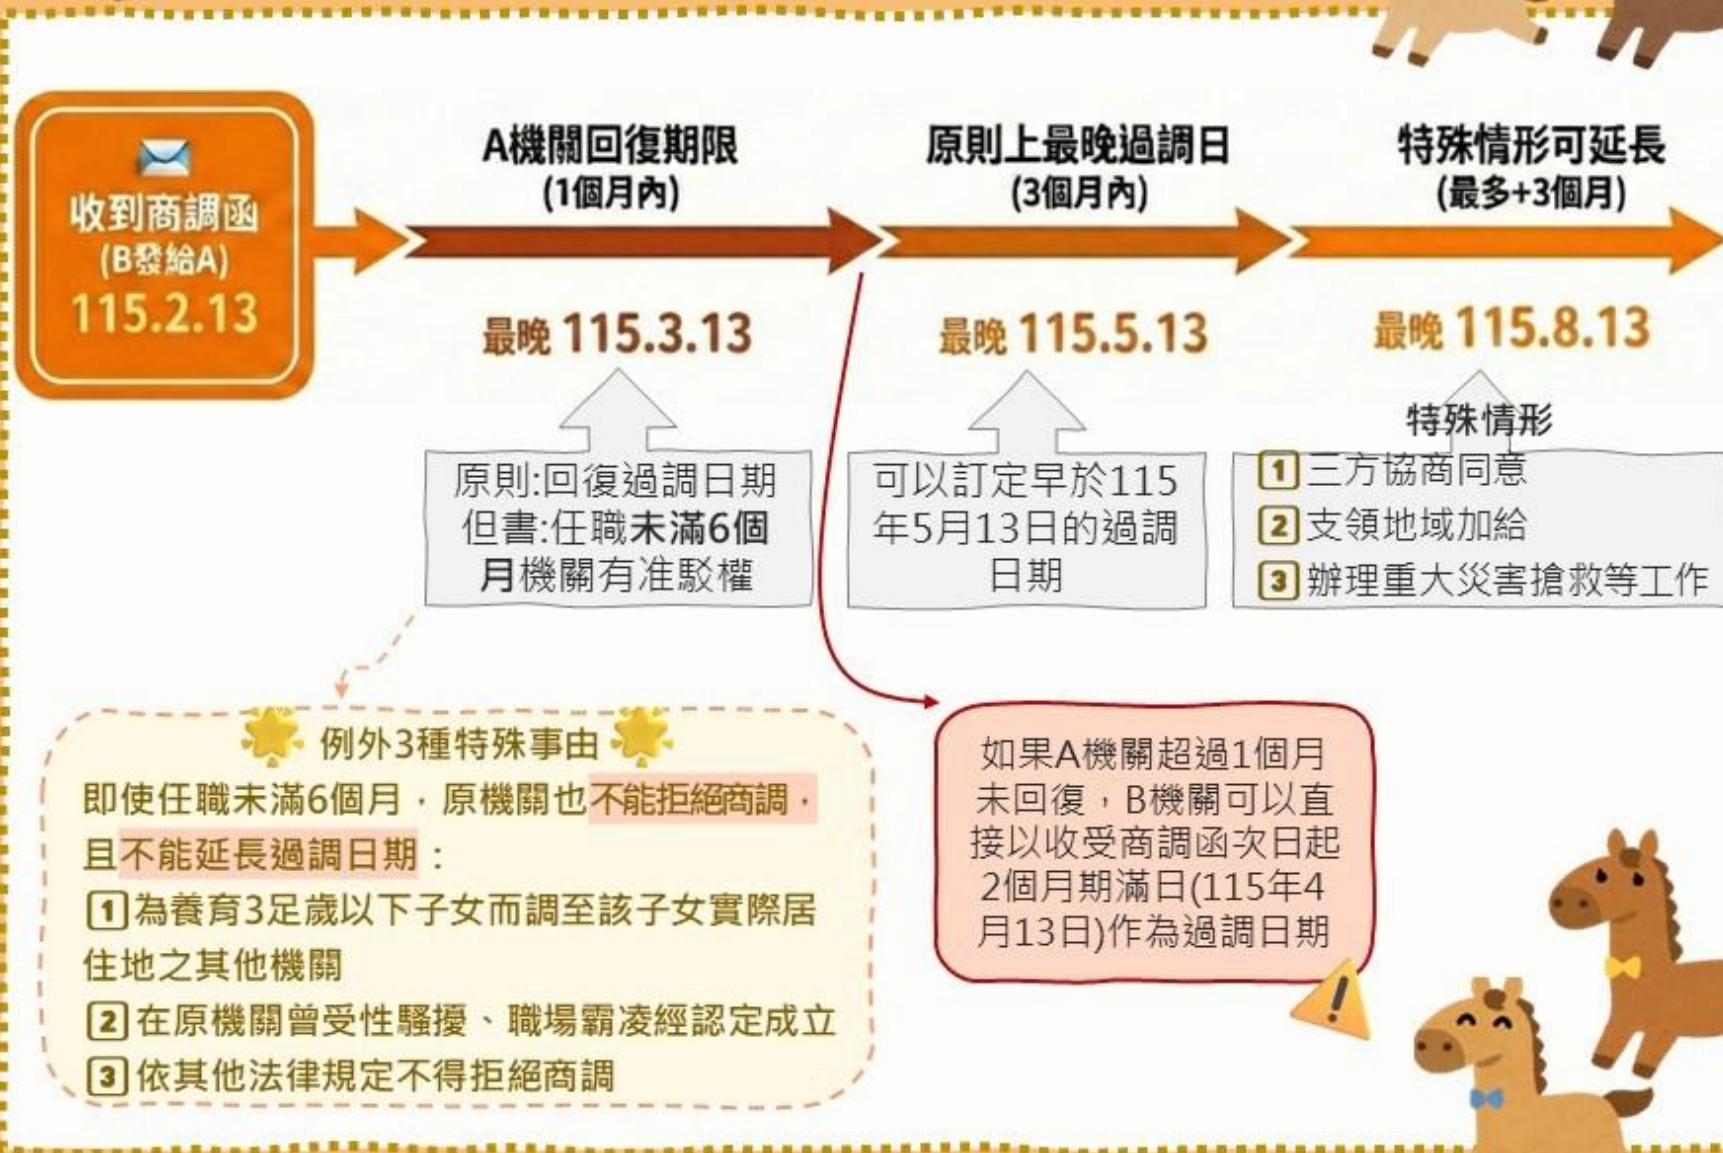 收到商調函
(B發給A)
115.2.13
A機關回復期限
(1個月內)
最晚 115.3.13
原則:回復過調日期
但書:任職未滿6個
月機關有准駁權
原則上最晚過調日
(3個月內)
最晚 115.5.13
可以訂定早於115
年5月13日的過調
日期
特殊情形可延長
(最多+3個月)
最晚 115.8.13
特殊情形
1 三方協商同意
2 支領地域加給
3 辦理重大災害搶救等工作
例外3種特殊事由
即使任職未滿6個月，原機關也不能拒絕商調，
且不能延長過調日期：
1 為養育3足歲以下子女而調至該子女實際居
住地之其他機關
2 在原機關曾受性騷擾、職場霸凌經認定成立
3 依其他法律規定不得拒絕商調
如果A機關超過1個月
未回復，B機關可以直
接以收受商調函次日起
2個月期滿日(115年4
月13日)作為過調日期